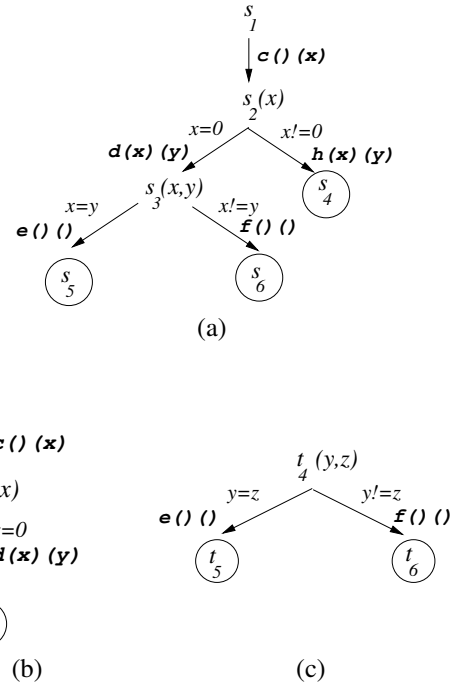 s1
c()(x)
s2(x)
x=0 x!=0
d(x)(y) h(x)(y)
s3(x,y) s4
x=y x!=y
e()() f()()
s5 s6
(a)
c()(x)
x)
t4(y,z)
y=z y!=z
=0
e()() f()()
d(x)(y)
t5 t6
(b) (c)